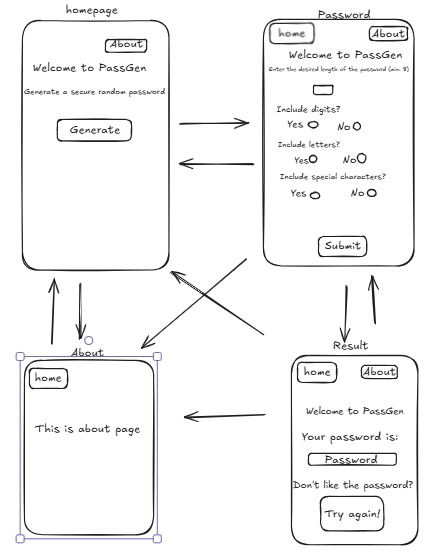 homepage
About
Welcome to PassGen
Generate a secure random password
Generate
Password
home
About
Welcome to PassGen
Enter the desired length of the password (min. 8)
Include digits?
Yes No
Include letters?
Yes No
Include special characters?
Yes No
Submit
About
home
This is about page
Result
home
About
Welcome to PassGen
Your password is:
Password
Don't like the password?
Try again!